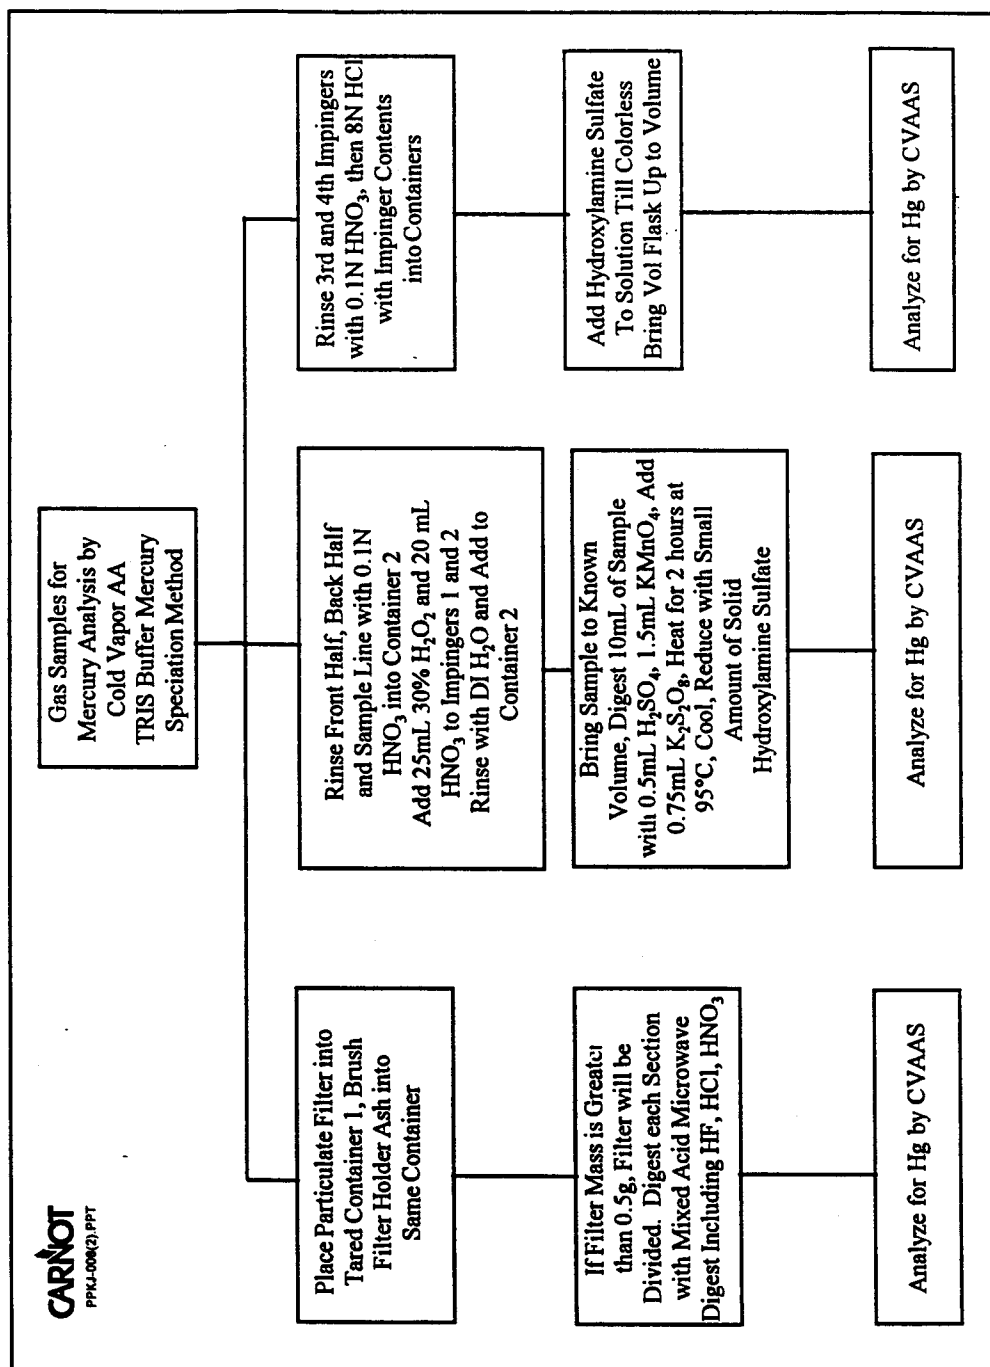 CARNOT
PPKJ-008(2).PPT
Gas Samples for
Mercury Analysis by
Cold Vapor AA
TRIS Buffer Mercury
Speciation Method
Place Particulate Filter into
Tared Container 1, Brush
Filter Holder Ash into
Same Container
If Filter Mass is Greater
than 0.5g, Filter will be
Divided. Digest each Section
with Mixed Acid Microwave
Digest Including HF, HCl, HNO₃
Analyze for Hg by CVAAS
Rinse Front Half, Back Half
and Sample Line with 0.1N
HNO₃ into Container 2
Add 25mL 30% H₂O₂ and 20 mL
HNO₃ to Impingers 1 and 2
Rinse with DI H₂O and Add to
Container 2
Bring Sample to Known
Volume, Digest 10mL of Sample
with 0.5mL H₂SO₄, 1.5mL KMnO₄, Add
0.75mL K₂S₂O₈, Heat for 2 hours at
95°C, Cool, Reduce with Small
Amount of Solid
Hydroxylamine Sulfate
Analyze for Hg by CVAAS
Rinse 3rd and 4th Impingers
with 0.1N HNO₃, then 8N HCl
with Impinger Contents
into Containers
Add Hydroxylamine Sulfate
To Solution Till Colorless
Bring Vol Flask Up to Volume
Analyze for Hg by CVAAS